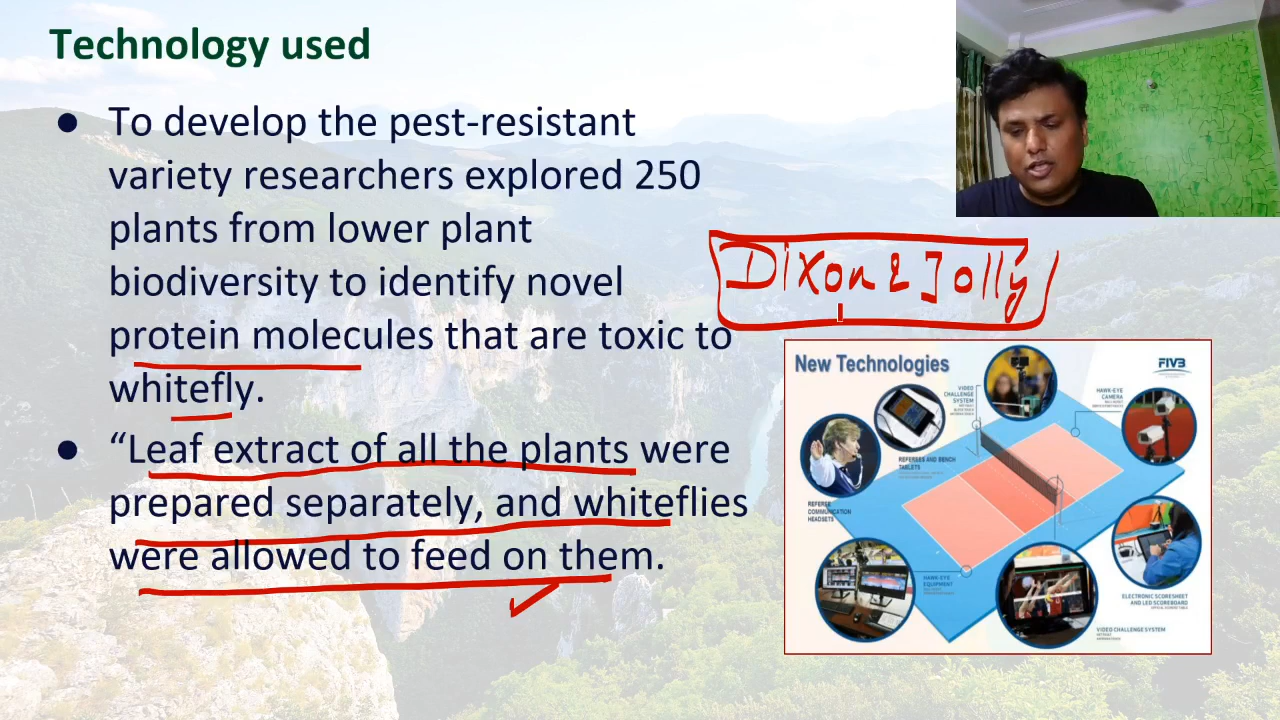 Technology used
● To develop the pest-resistant
variety researchers explored 250
plants from lower plant
biodiversity to identify novel
protein molecules that are toxic to
whitefly.
● “Leaf extract of all the plants were
prepared separately, and whiteflies
were allowed to feed on them.
Dixon & Jolly
New Technologies
FIVB
VIDEO
CHALLENGE
SYSTEM
HAWK-EYE
CAMERA
REFEREES AND BENCH
TABLETS
REFEREE
COMMUNICATION
HEADSETS
HAWK-EYE
EQUIPMENT
ELECTRONIC SCORESHEET
AND LED SCOREBOARD
VIDEO CHALLENGE SYSTEM